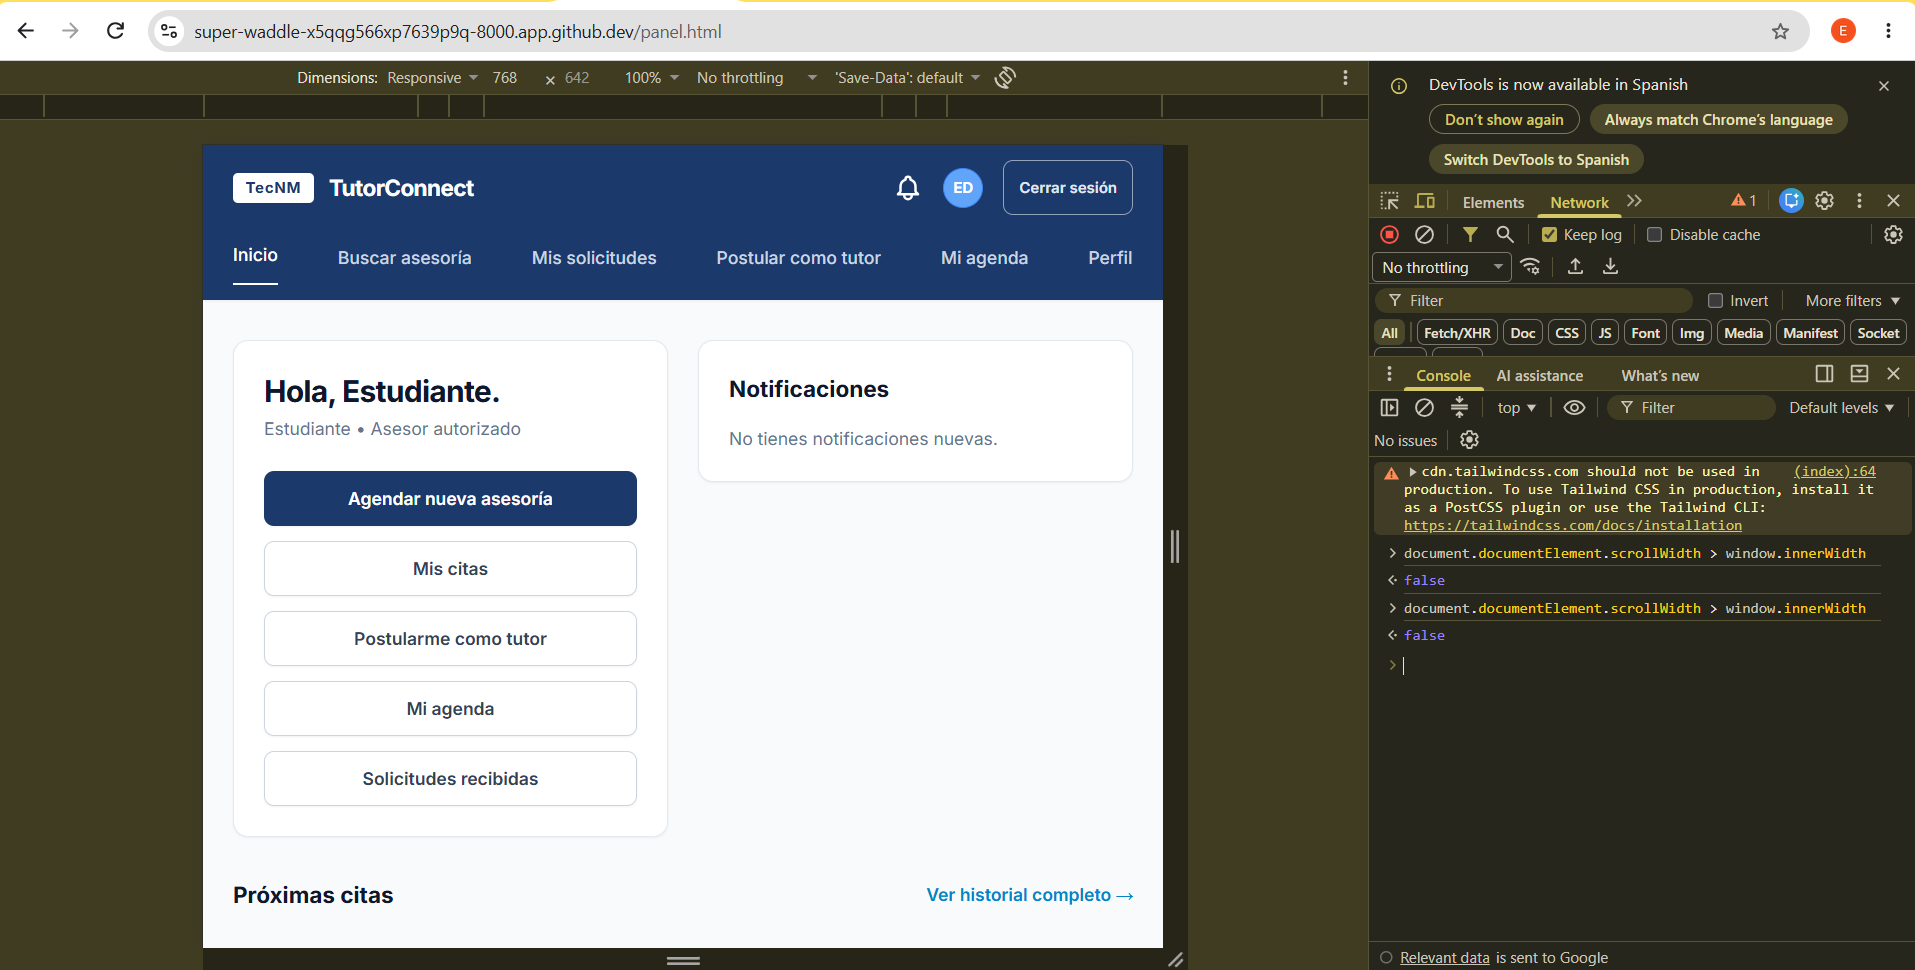 super-waddle-x5qqg566xp7639p9q-8000.app.github.dev/panel.html
E
Dimensions: Responsive 768 × 642 100% No throttling 'Save-Data': default
TecNM TutorConnect ED Cerrar sesión
Inicio Buscar asesoría Mis solicitudes Postular como tutor Mi agenda Perfil
Hola, Estudiante.
Estudiante • Asesor autorizado
Agendar nueva asesoría
Mis citas
Postularme como tutor
Mi agenda
Solicitudes recibidas
Notificaciones
No tienes notificaciones nuevas.
Próximas citas
Ver historial completo →
DevTools is now available in Spanish
Don't show again Always match Chrome's language
Switch DevTools to Spanish
Elements Network 1
Keep log Disable cache
No throttling
Filter Invert More filters
All Fetch/XHR Doc CSS JS Font Img Media Manifest Socket
Console AI assistance What's new
top Filter Default levels
No issues
cdn.tailwindcss.com should not be used in (index):64
production. To use Tailwind CSS in production, install it
as a PostCSS plugin or use the Tailwind CLI:
https://tailwindcss.com/docs/installation
document.documentElement.scrollWidth > window.innerWidth
false
document.documentElement.scrollWidth > window.innerWidth
false
Relevant data is sent to Google